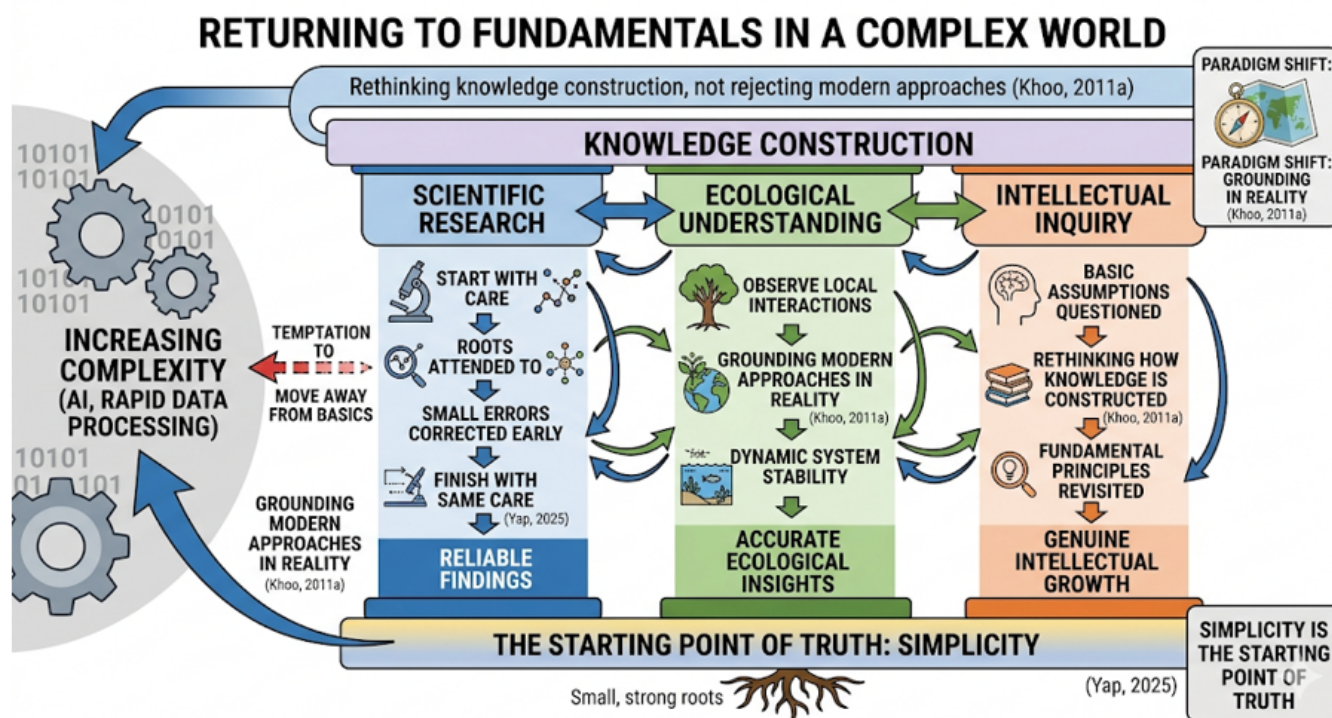 RETURNING TO FUNDAMENTALS IN A COMPLEX WORLD
Rethinking knowledge construction, not rejecting modern approaches (Khoo, 2011a)
PARADIGM SHIFT:
PARADIGM SHIFT:
GROUNDING
IN REALITY
(Khoo, 2011a)
KNOWLEDGE CONSTRUCTION
10101
10101
10101
10101
10101
10101
INCREASING
COMPLEXITY
(AI, RAPID DATA
PROCESSING)
10101
TEMPTATION
TO
MOVE AWAY
FROM BASICS
GROUNDING
MODERN
APPROACHES
IN REALITY
(Khoo, 2011a)
SCIENTIFIC
RESEARCH
START WITH
CARE
ROOTS
ATTENDED TO
SMALL ERRORS
CORRECTED EARLY
FINISH WITH
SAME CARE
(Yap, 2025)
RELIABLE
FINDINGS
ECOLOGICAL
UNDERSTANDING
OBSERVE LOCAL
INTERACTIONS
GROUNDING MODERN
APPROACHES IN
REALITY
(Khoo, 2011a)
DYNAMIC SYSTEM
STABILITY
ACCURATE
ECOLOGICAL
INSIGHTS
INTELLECTUAL
INQUIRY
BASIC
ASSUMPTIONS
QUESTIONED
RETHINKING HOW
KNOWLEDGE IS
CONSTRUCTED
(Khoo, 2011a)
FUNDAMENTAL
PRINCIPLES
REVISITED
GENUINE
INTELLECTUAL
GROWTH
THE STARTING POINT OF TRUTH: SIMPLICITY
Small, strong roots
(Yap, 2025)
SIMPLICITY IS
THE STARTING
POINT OF
TRUTH